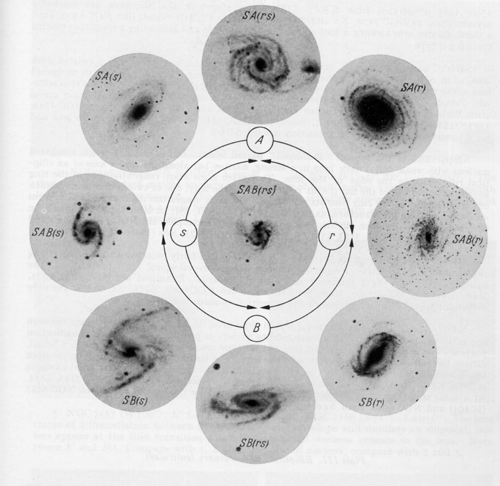 SA(rs)
SA(s)
SA(r)
A
SAB(rs)
SAB(s)
s
r
SAB(r)
B
SB(s)
SB(r)
SB(rs)